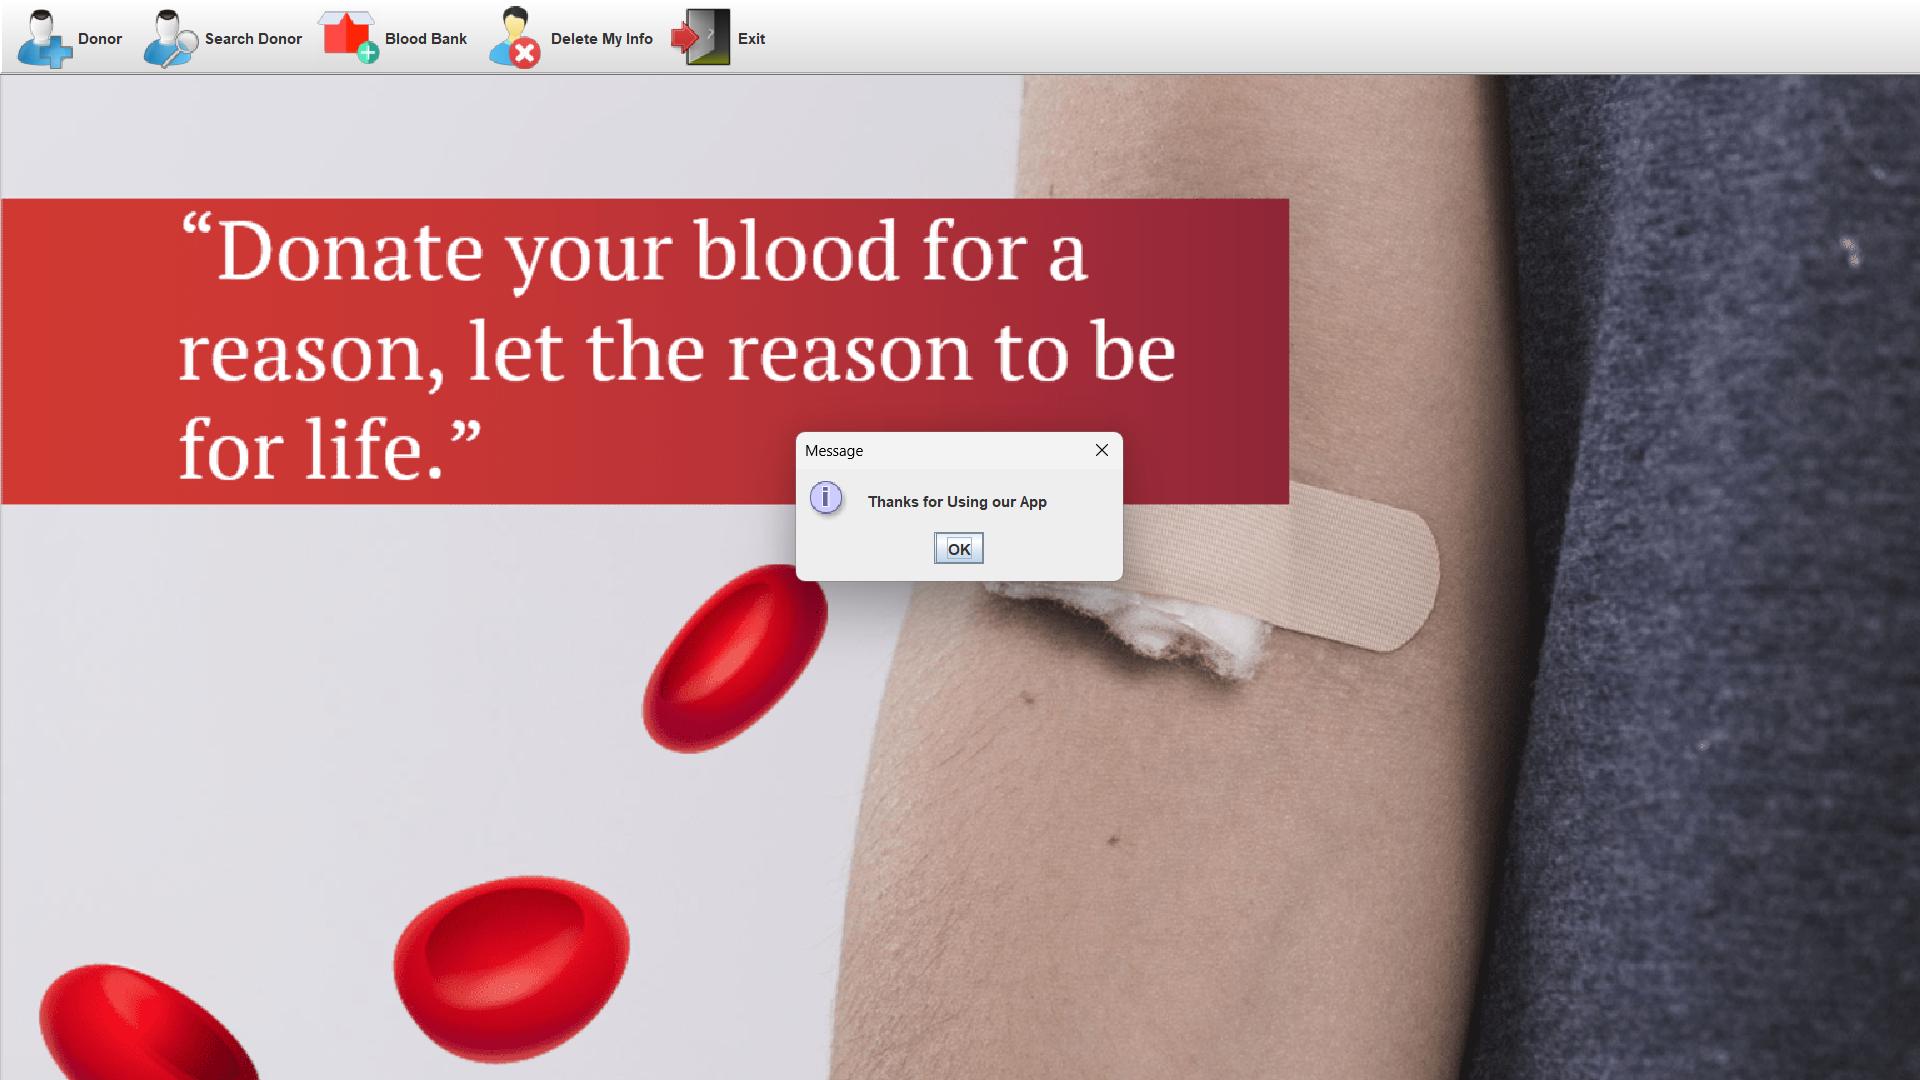 Donor
Search Donor
Blood Bank
Delete My Info
Exit
“Donate your blood for a
reason, let the reason to be
for life.”
Message
Thanks for Using our App
OK